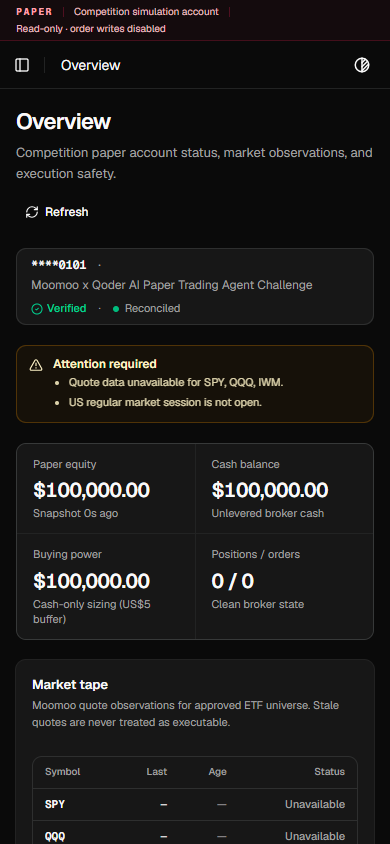 PAPER Competition simulation account
Read-only · order writes disabled
Overview
Overview
Competition paper account status, market observations, and
execution safety.
Refresh
****0101 ·
Moomoo x Qoder AI Paper Trading Agent Challenge
Verified · Reconciled
Attention required
• Quote data unavailable for SPY, QQQ, IWM.
• US regular market session is not open.
Paper equity
$100,000.00
Snapshot 0s ago
Cash balance
$100,000.00
Unlevered broker cash
Buying power
$100,000.00
Cash-only sizing (US$5
buffer)
Positions / orders
0 / 0
Clean broker state
Market tape
Moomoo quote observations for approved ETF universe. Stale
quotes are never treated as executable.
Symbol Last Age Status
SPY – — Unavailable
QQQ – — Unavailable